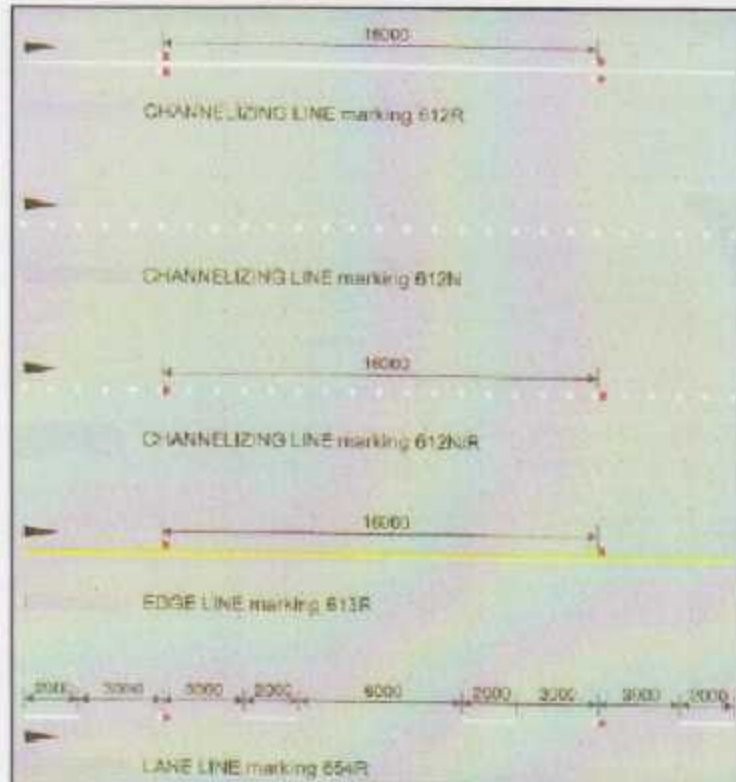 16000
CHANNELIZING LINE marking 612R
CHANNELIZING LINE marking 612N
16000
CHANNELIZING LINE marking 612N/R
16000
EDGE LINE marking 613R
2000 3000 3000 2000 6000 2000 3000 3000 2000
LANE LINE marking 654R